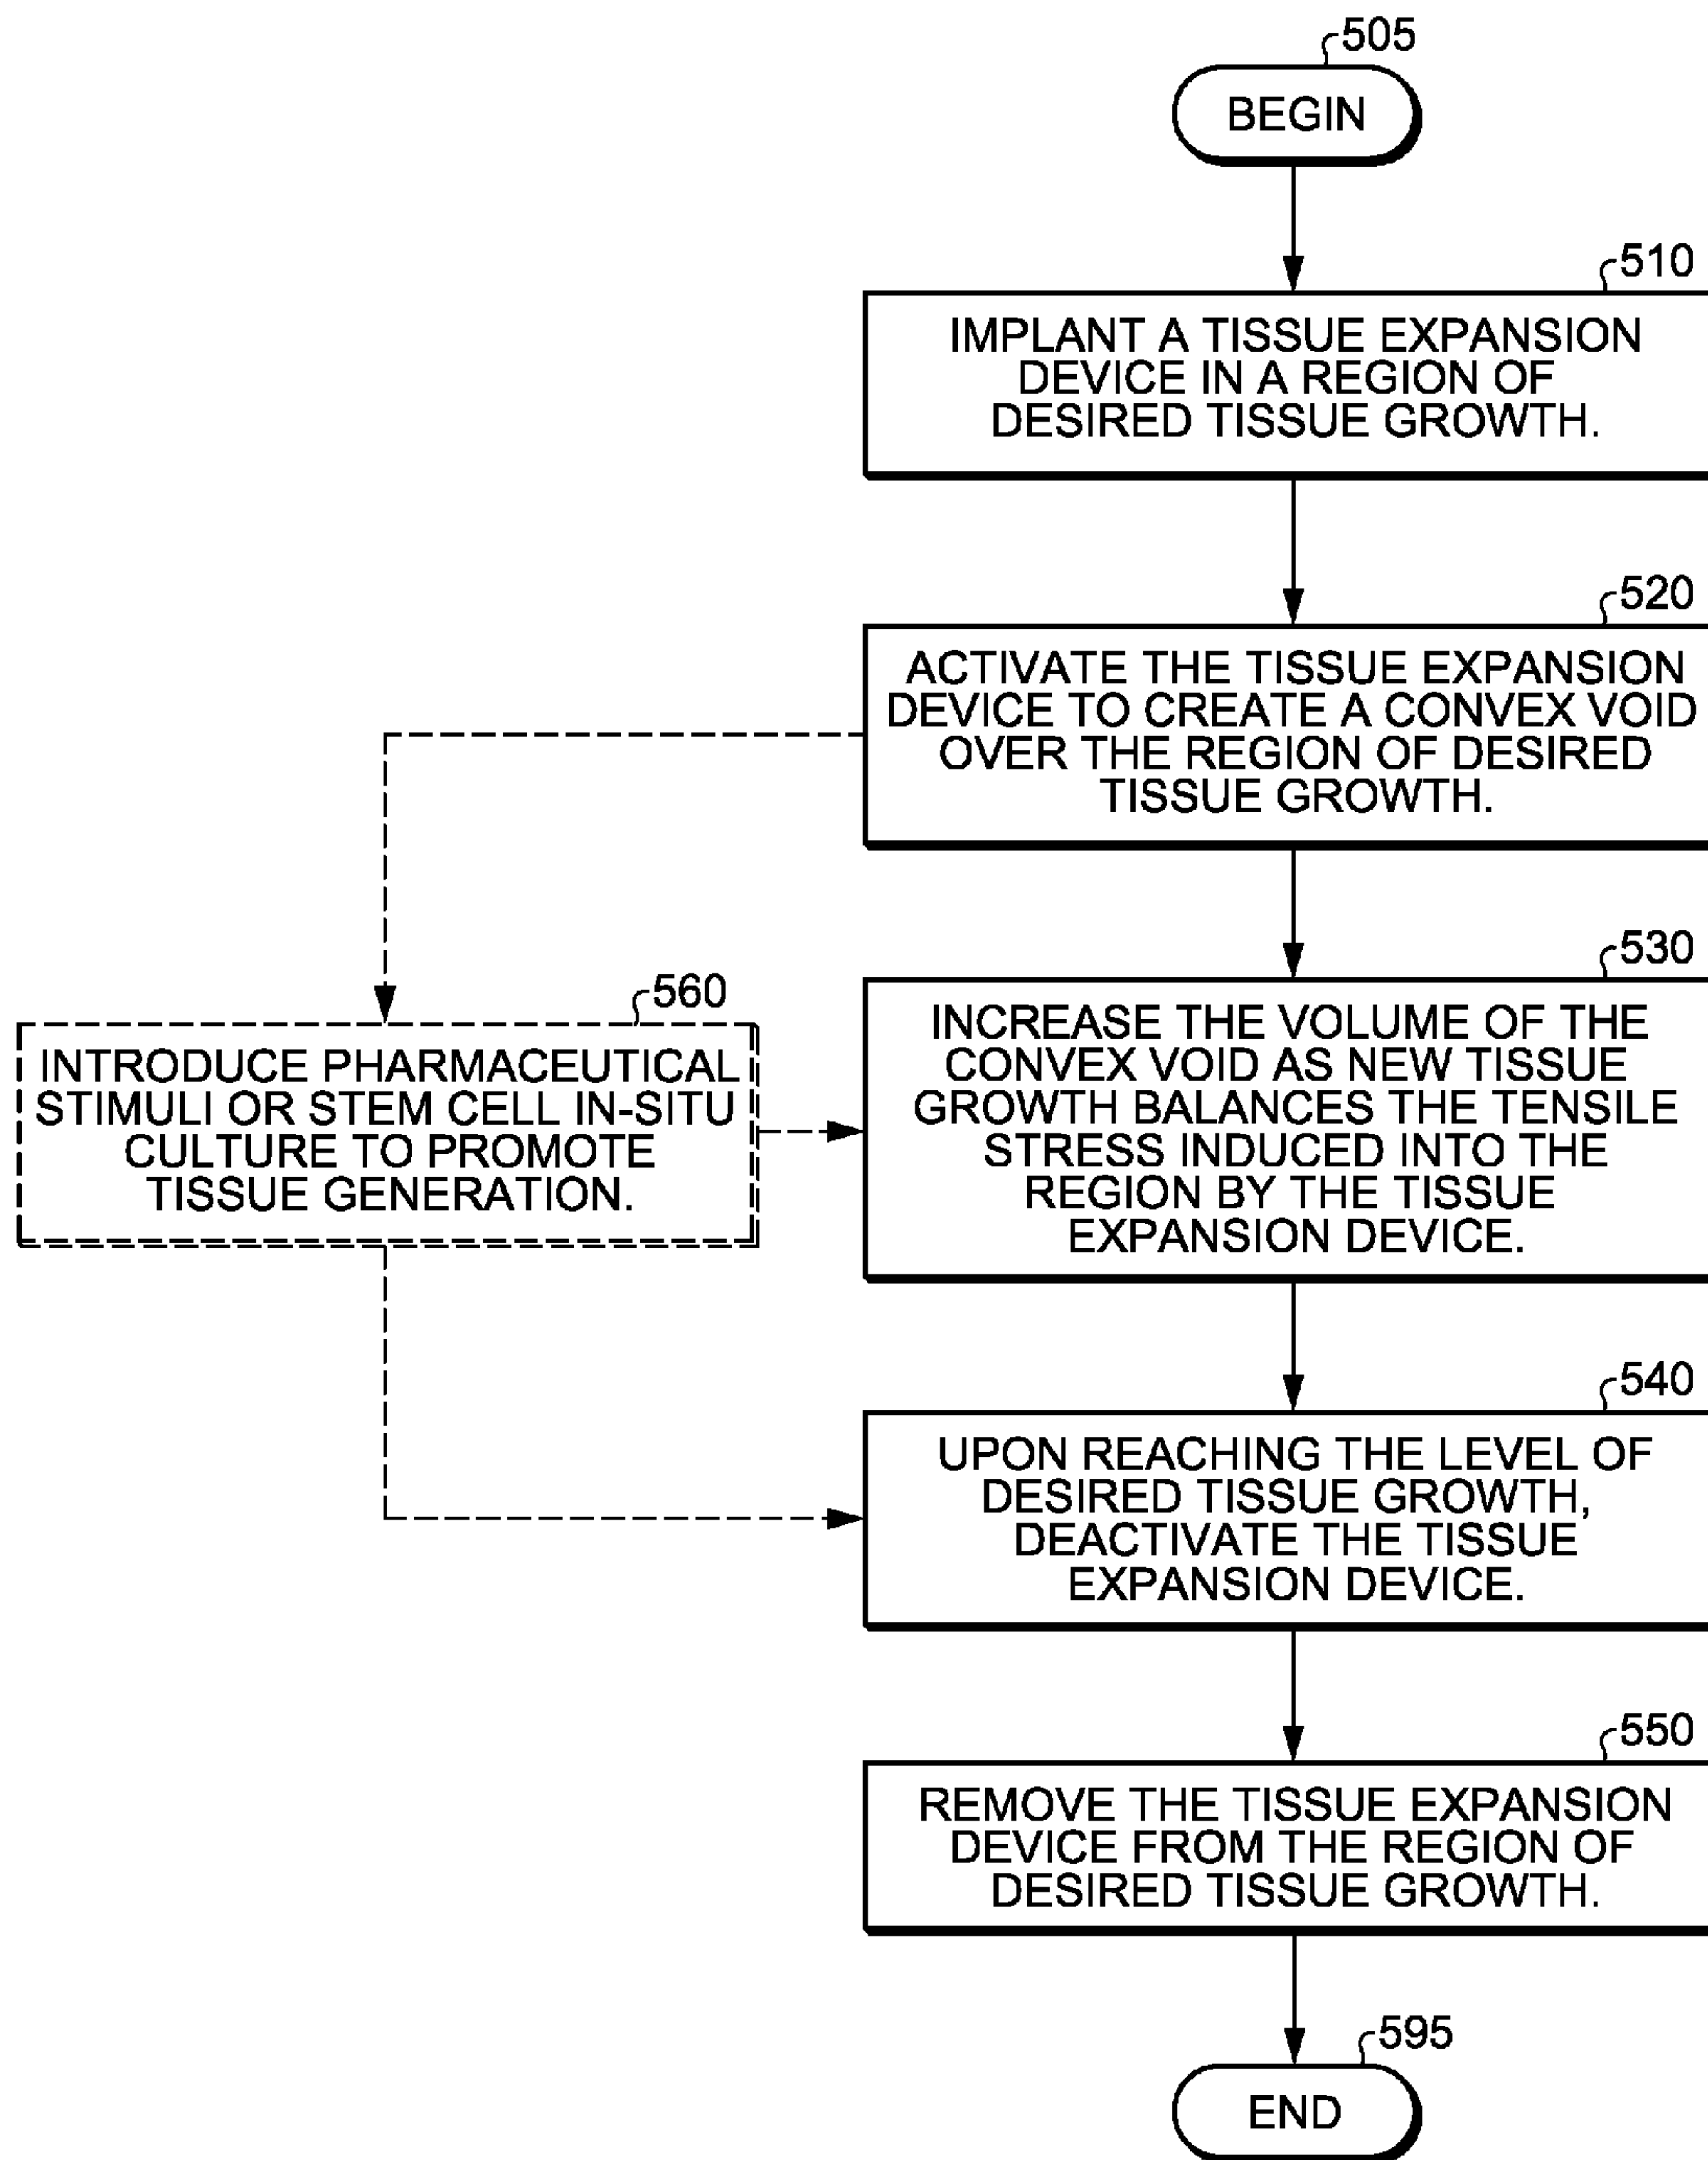 505
BEGIN
510
IMPLANT A TISSUE EXPANSION
DEVICE IN A REGION OF
DESIRED TISSUE GROWTH.
520
ACTIVATE THE TISSUE EXPANSION
DEVICE TO CREATE A CONVEX VOID
OVER THE REGION OF DESIRED
TISSUE GROWTH.
530
INCREASE THE VOLUME OF THE
CONVEX VOID AS NEW TISSUE
GROWTH BALANCES THE TENSILE
STRESS INDUCED INTO THE
REGION BY THE TISSUE
EXPANSION DEVICE.
560
INTRODUCE PHARMACEUTICAL
STIMULI OR STEM CELL IN-SITU
CULTURE TO PROMOTE
TISSUE GENERATION.
540
UPON REACHING THE LEVEL OF
DESIRED TISSUE GROWTH,
DEACTIVATE THE TISSUE
EXPANSION DEVICE.
550
REMOVE THE TISSUE EXPANSION
DEVICE FROM THE REGION OF
DESIRED TISSUE GROWTH.
595
END